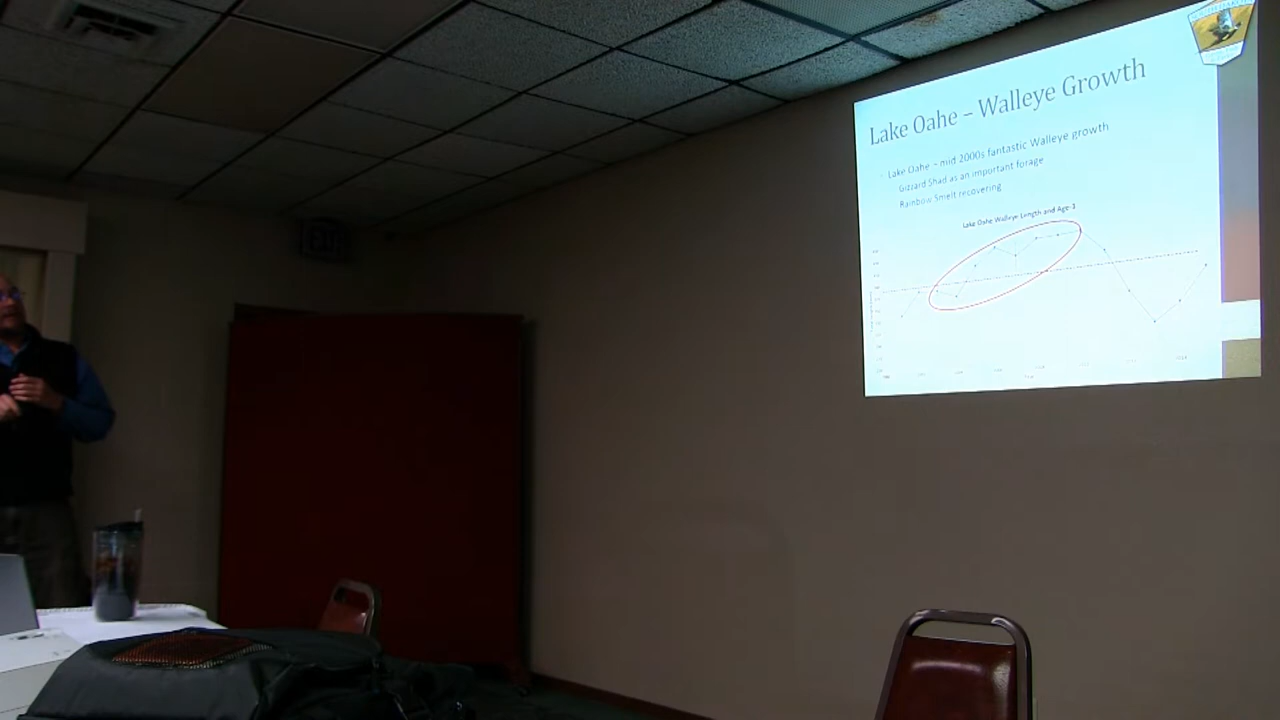 Lake Oahe – Walleye Growth
Lake Oahe – mid 2000s fantastic Walleye growth
Gizzard Shad as an important forage
Rainbow Smelt recovering
Lake Oahe Walleye Length and Age-3